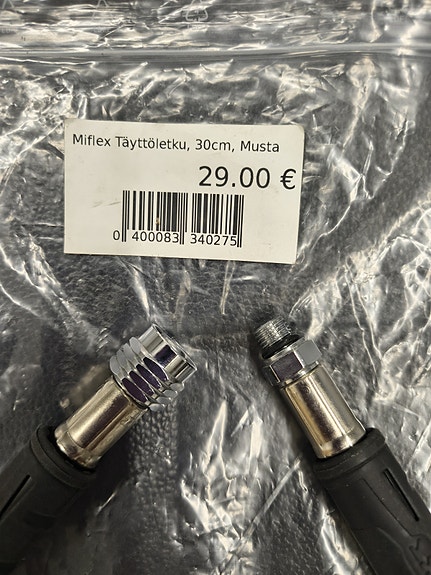 Miflex Täyttöletku, 30cm, Musta
29.00 €
0 400083 340275